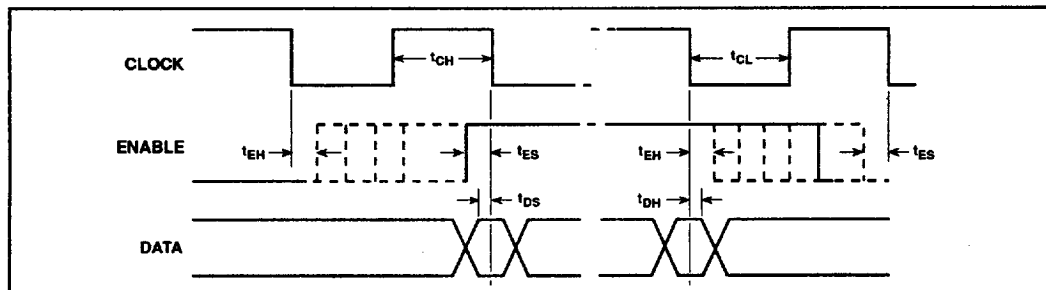 CLOCK
tCH
tCL
ENABLE
tEH
tES
tEH
tES
tDS
tDH
DATA